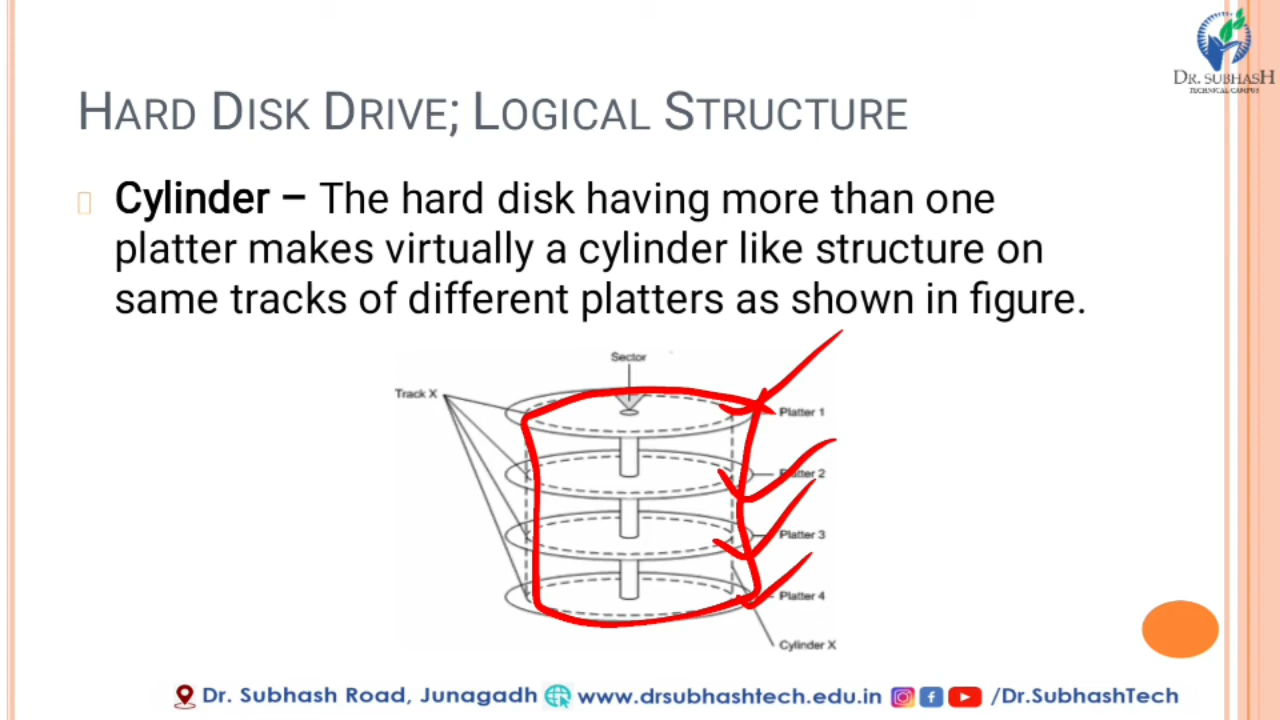 DR. SUBHASH
TECHNICAL CAMPUS
HARD DISK DRIVE; LOGICAL STRUCTURE
Cylinder – The hard disk having more than one
platter makes virtually a cylinder like structure on
same tracks of different platters as shown in figure.
Sector
Track X
Platter 1
Platter 2
Platter 3
Platter 4
Cylinder X
Dr. Subhash Road, Junagadh www.drsubhashtech.edu.in /Dr.SubhashTech